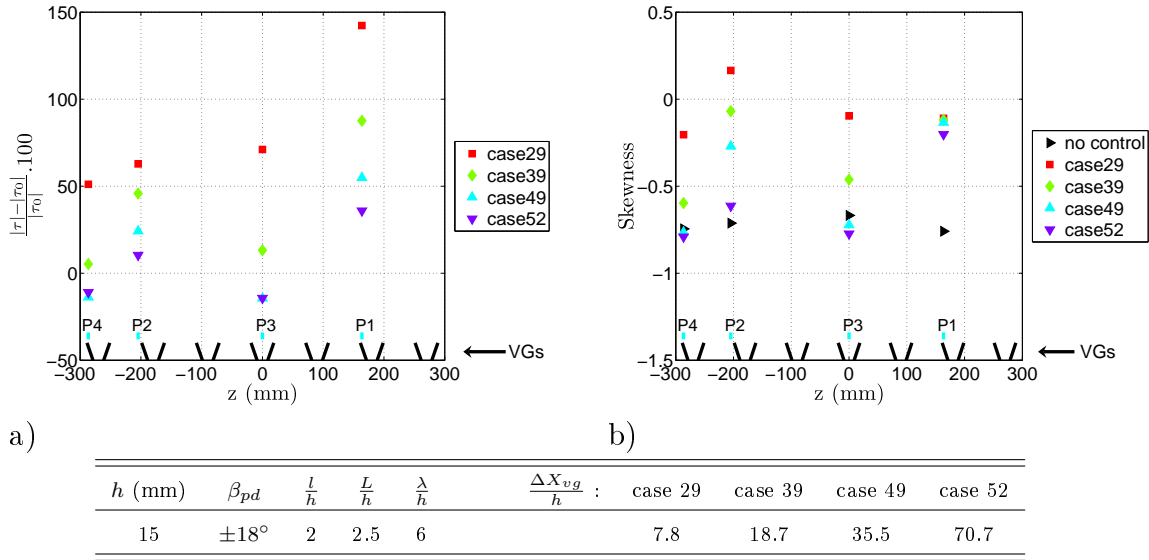 150
100
50
0
−50
|τ|−|τ0| / |τ0| .100
P4 P2 P3 P1
−300 −200 −100 0 100 200 300
z (mm)
case29
case39
case49
case52
VGs
a)
0.5
0
−0.5
−1
−1.5
Skewness
P4 P2 P3 P1
−300 −200 −100 0 100 200 300
z (mm)
no control
case29
case39
case49
case52
VGs
b)
h (mm) βpd l/h L/h λ/h ΔXvg/h : case 29 case 39 case 49 case 52
15 ±18° 2 2.5 6 7.8 18.7 35.5 70.7